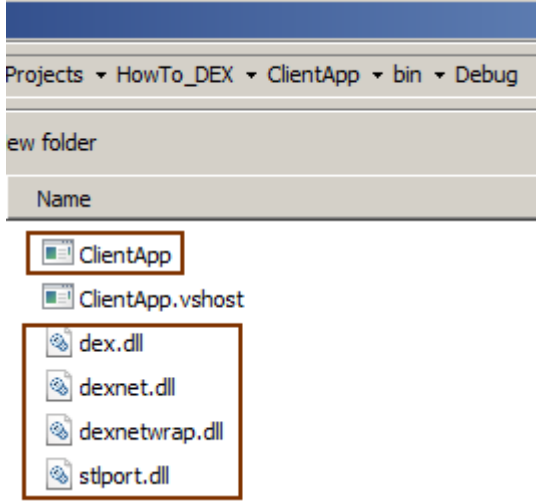 Projects HowTo_DEX ClientApp bin Debug
ew folder
Name
ClientApp
ClientApp.vshost
dex.dll
dexnet.dll
dexnetwrap.dll
stlport.dll